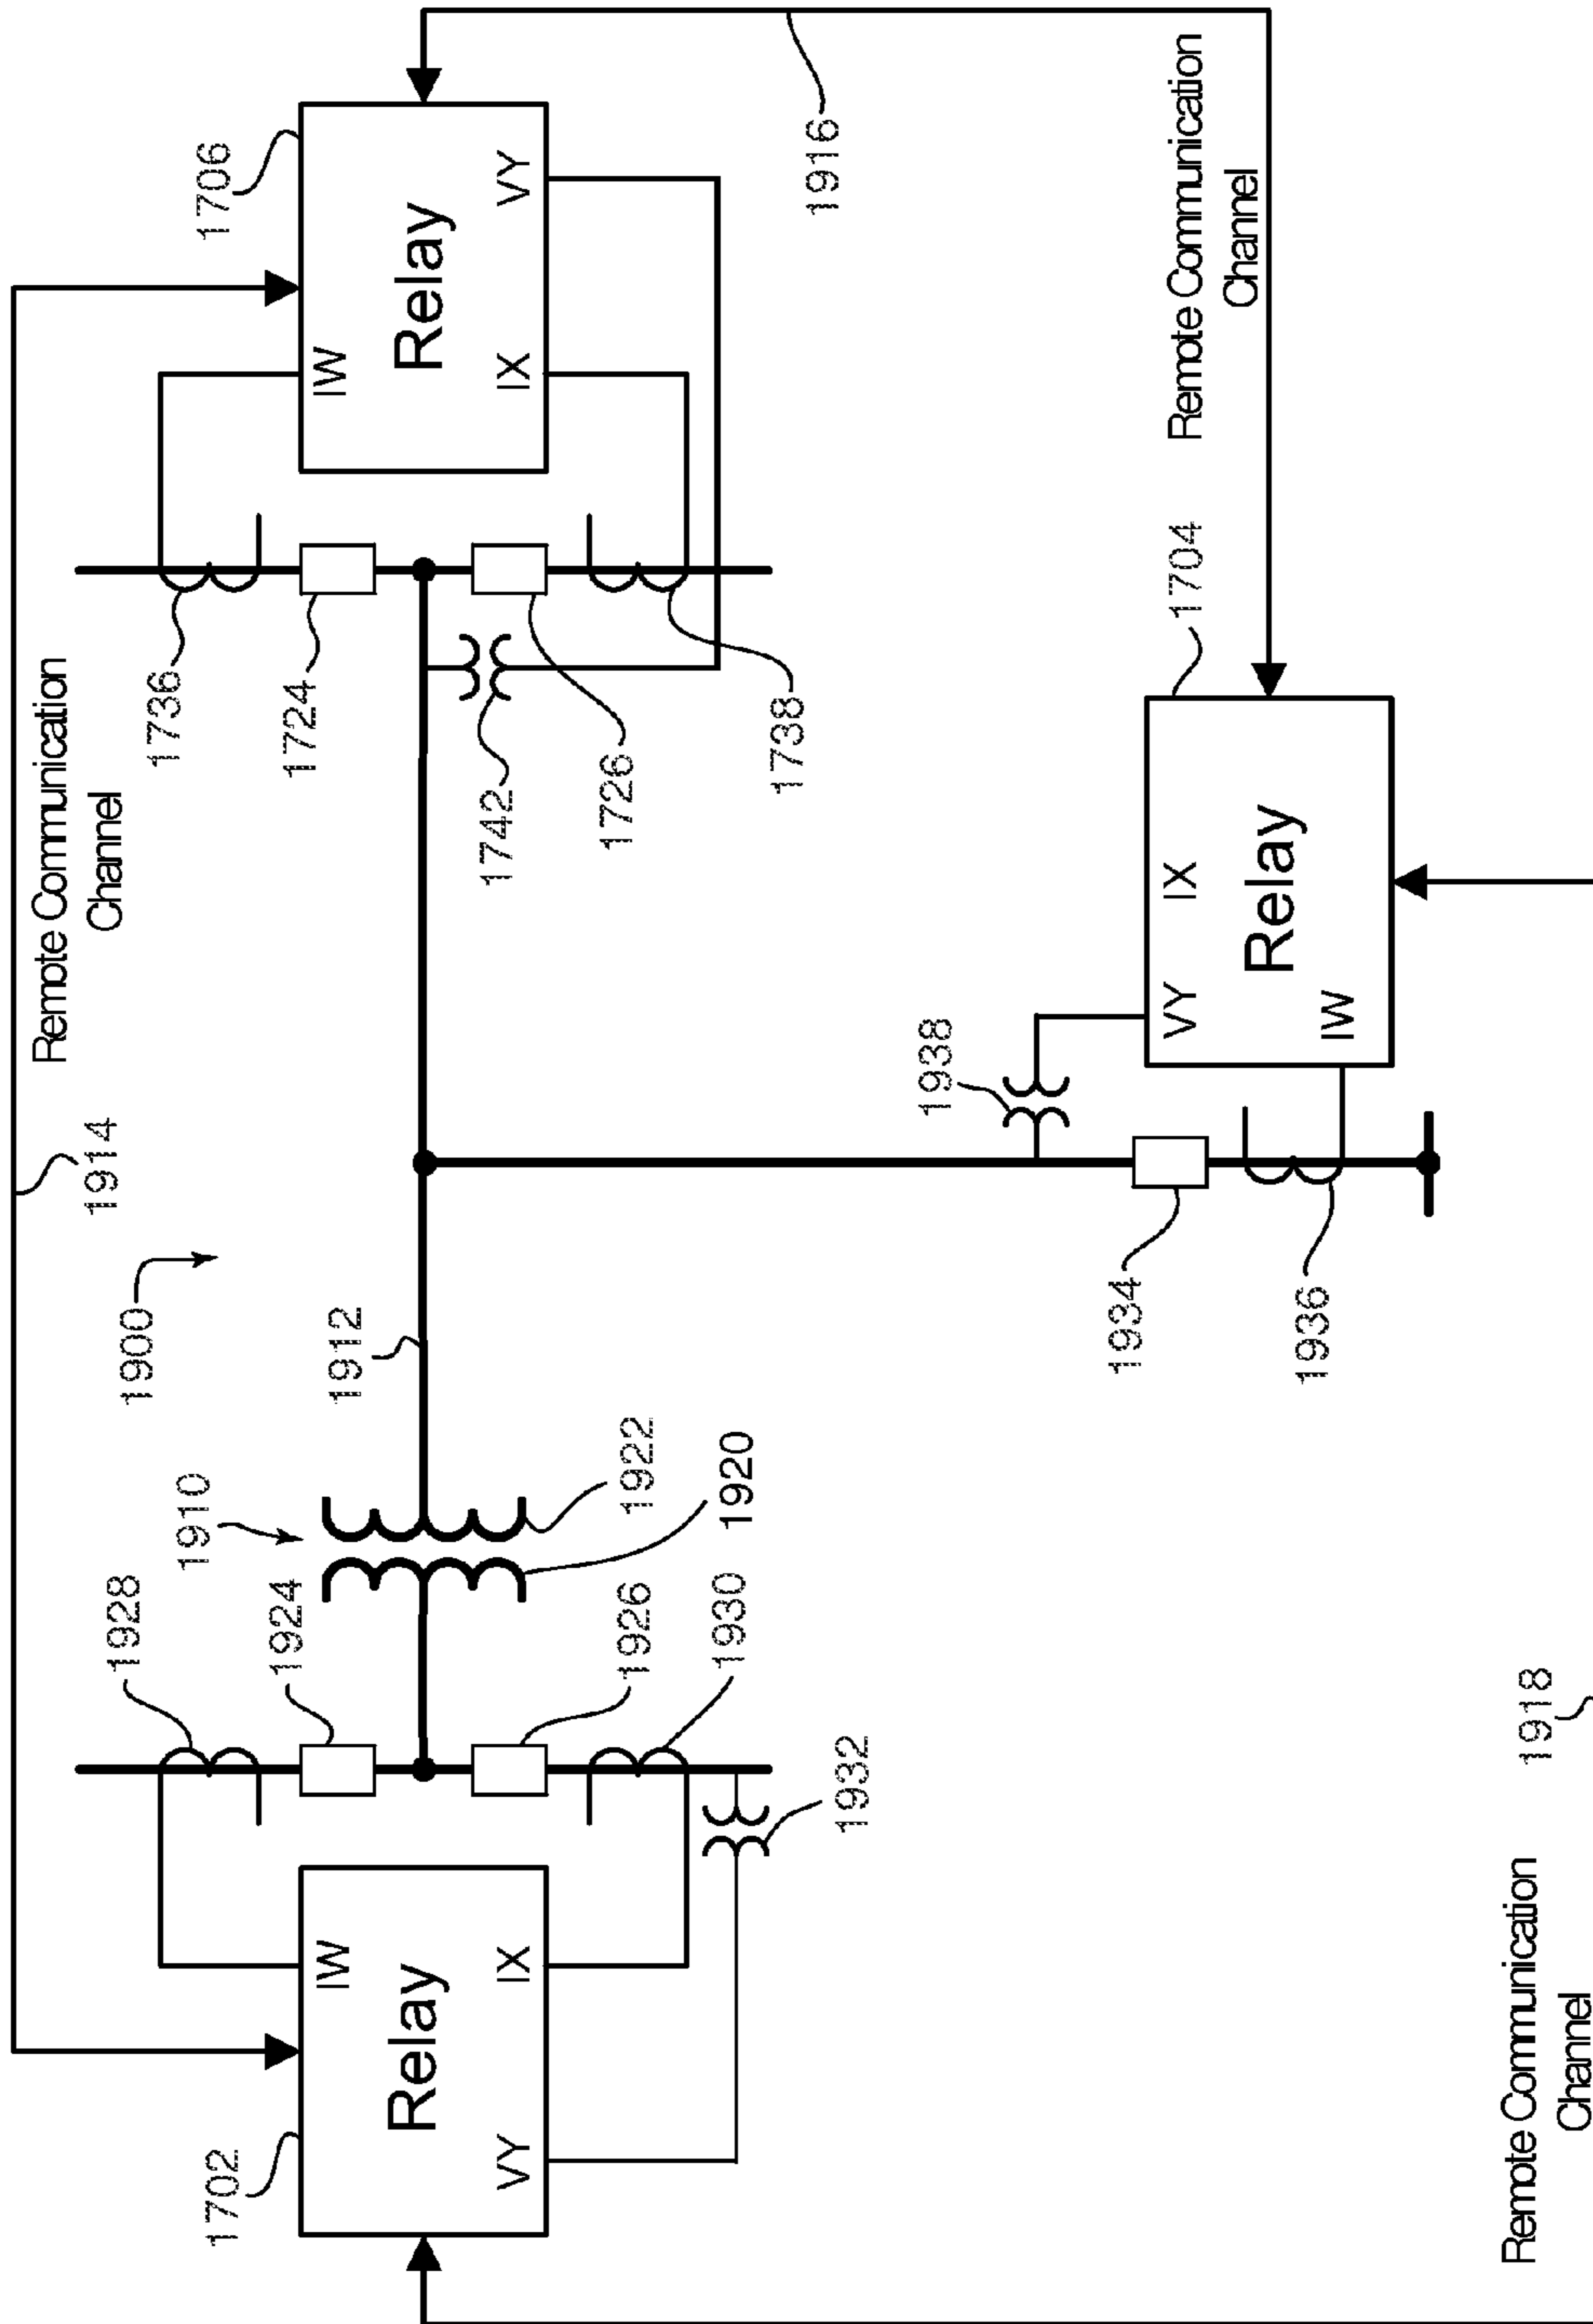 1914
Remote Communication
Channel
1900
1910
1912
1922
1920
1928
1924
1926
1930
1932
1702
IW
Relay
VY
IX
1736
1724
1742
1726
1738
1706
IW
Relay
IX
VY
1916
Remote Communication
Channel
1938
1704
VY
IX
Relay
IW
1934
1936
Remote Communication
Channel
1918